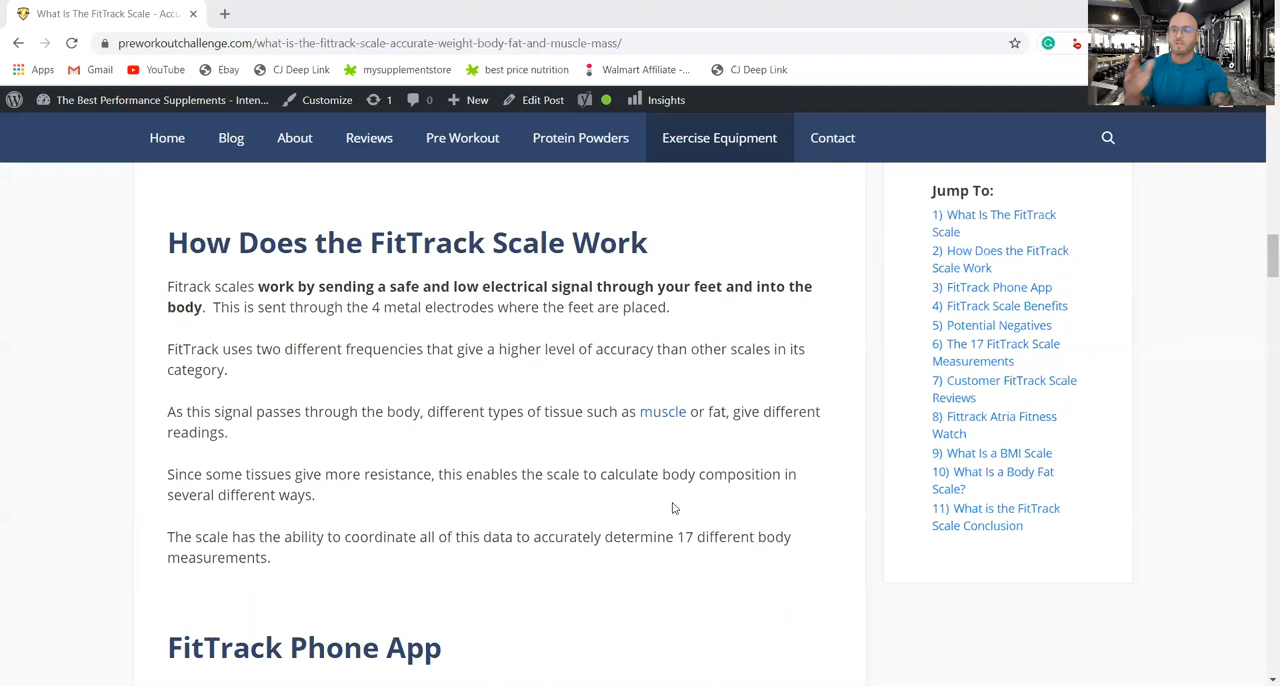 What Is The FitTrack Scale - Accu
preworkoutchallenge.com/what-is-the-fittrack-scale-accurate-weight-body-fat-and-muscle-mass/
Apps Gmail YouTube Ebay CJ Deep Link mysupplementstore best price nutrition Walmart Affiliate -... CJ Deep Link
The Best Performance Supplements - Inten... Customize 1 0 New Edit Post Insights
Home Blog About Reviews Pre Workout Protein Powders Exercise Equipment Contact
How Does the FitTrack Scale Work
Fitrack scales work by sending a safe and low electrical signal through your feet and into the
body. This is sent through the 4 metal electrodes where the feet are placed.
FitTrack uses two different frequencies that give a higher level of accuracy than other scales in its
category.
As this signal passes through the body, different types of tissue such as muscle or fat, give different
readings.
Since some tissues give more resistance, this enables the scale to calculate body composition in
several different ways.
The scale has the ability to coordinate all of this data to accurately determine 17 different body
measurements.
FitTrack Phone App
Jump To:
1) What Is The FitTrack
Scale
2) How Does the FitTrack
Scale Work
3) FitTrack Phone App
4) FitTrack Scale Benefits
5) Potential Negatives
6) The 17 FitTrack Scale
Measurements
7) Customer FitTrack Scale
Reviews
8) Fittrack Atria Fitness
Watch
9) What Is a BMI Scale
10) What Is a Body Fat
Scale?
11) What is the FitTrack
Scale Conclusion